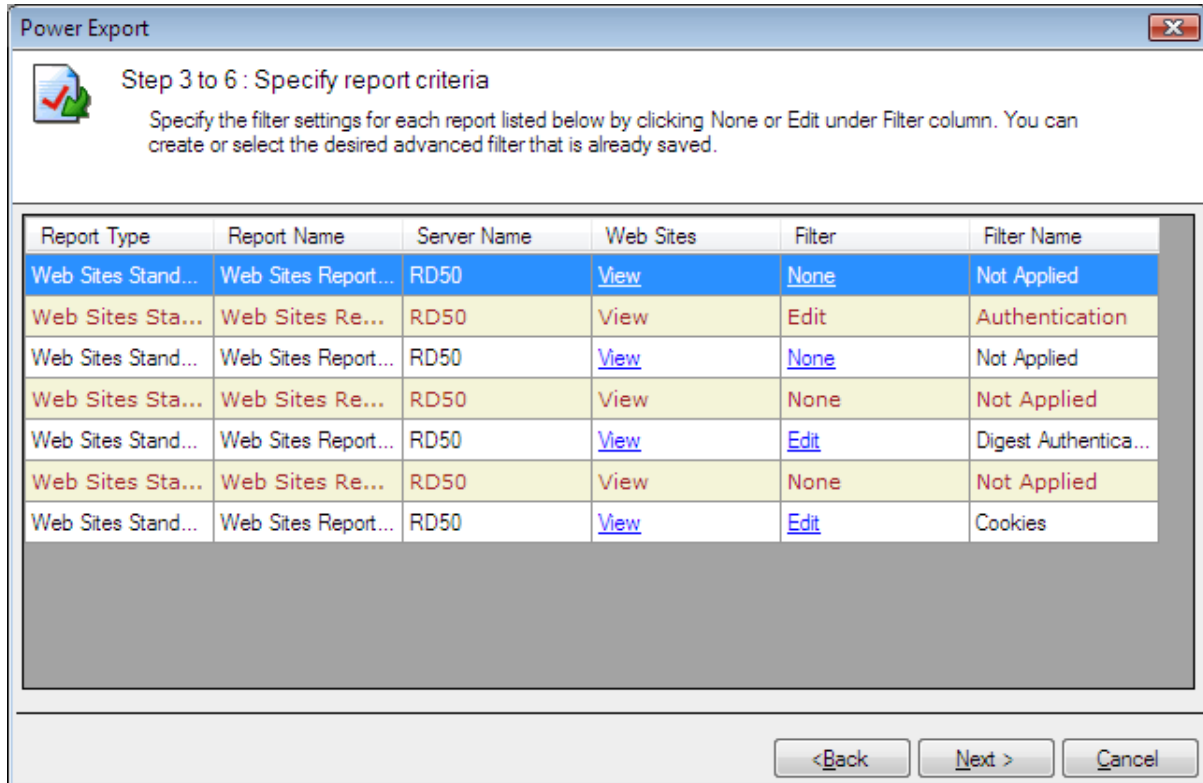 Power Export
Step 3 to 6 : Specify report criteria
Specify the filter settings for each report listed below by clicking None or Edit under Filter column. You can
create or select the desired advanced filter that is already saved.
Report Type Report Name Server Name Web Sites Filter Filter Name
Web Sites Stand... Web Sites Report... RD50 View None Not Applied
Web Sites Sta... Web Sites Re... RD50 View Edit Authentication
Web Sites Stand... Web Sites Report... RD50 View None Not Applied
Web Sites Sta... Web Sites Re... RD50 View None Not Applied
Web Sites Stand... Web Sites Report... RD50 View Edit Digest Authentica...
Web Sites Sta... Web Sites Re... RD50 View None Not Applied
Web Sites Stand... Web Sites Report... RD50 View Edit Cookies
<Back Next > Cancel